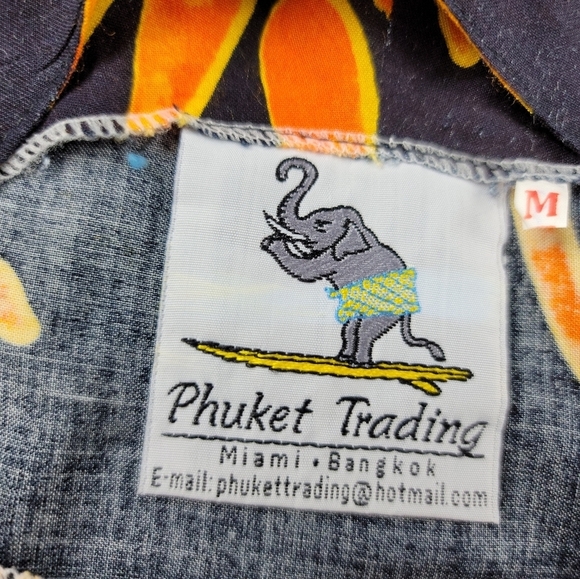 M
Phuket Trading
Miami • Bangkok
E-mail: phukettrading@hotmail.com